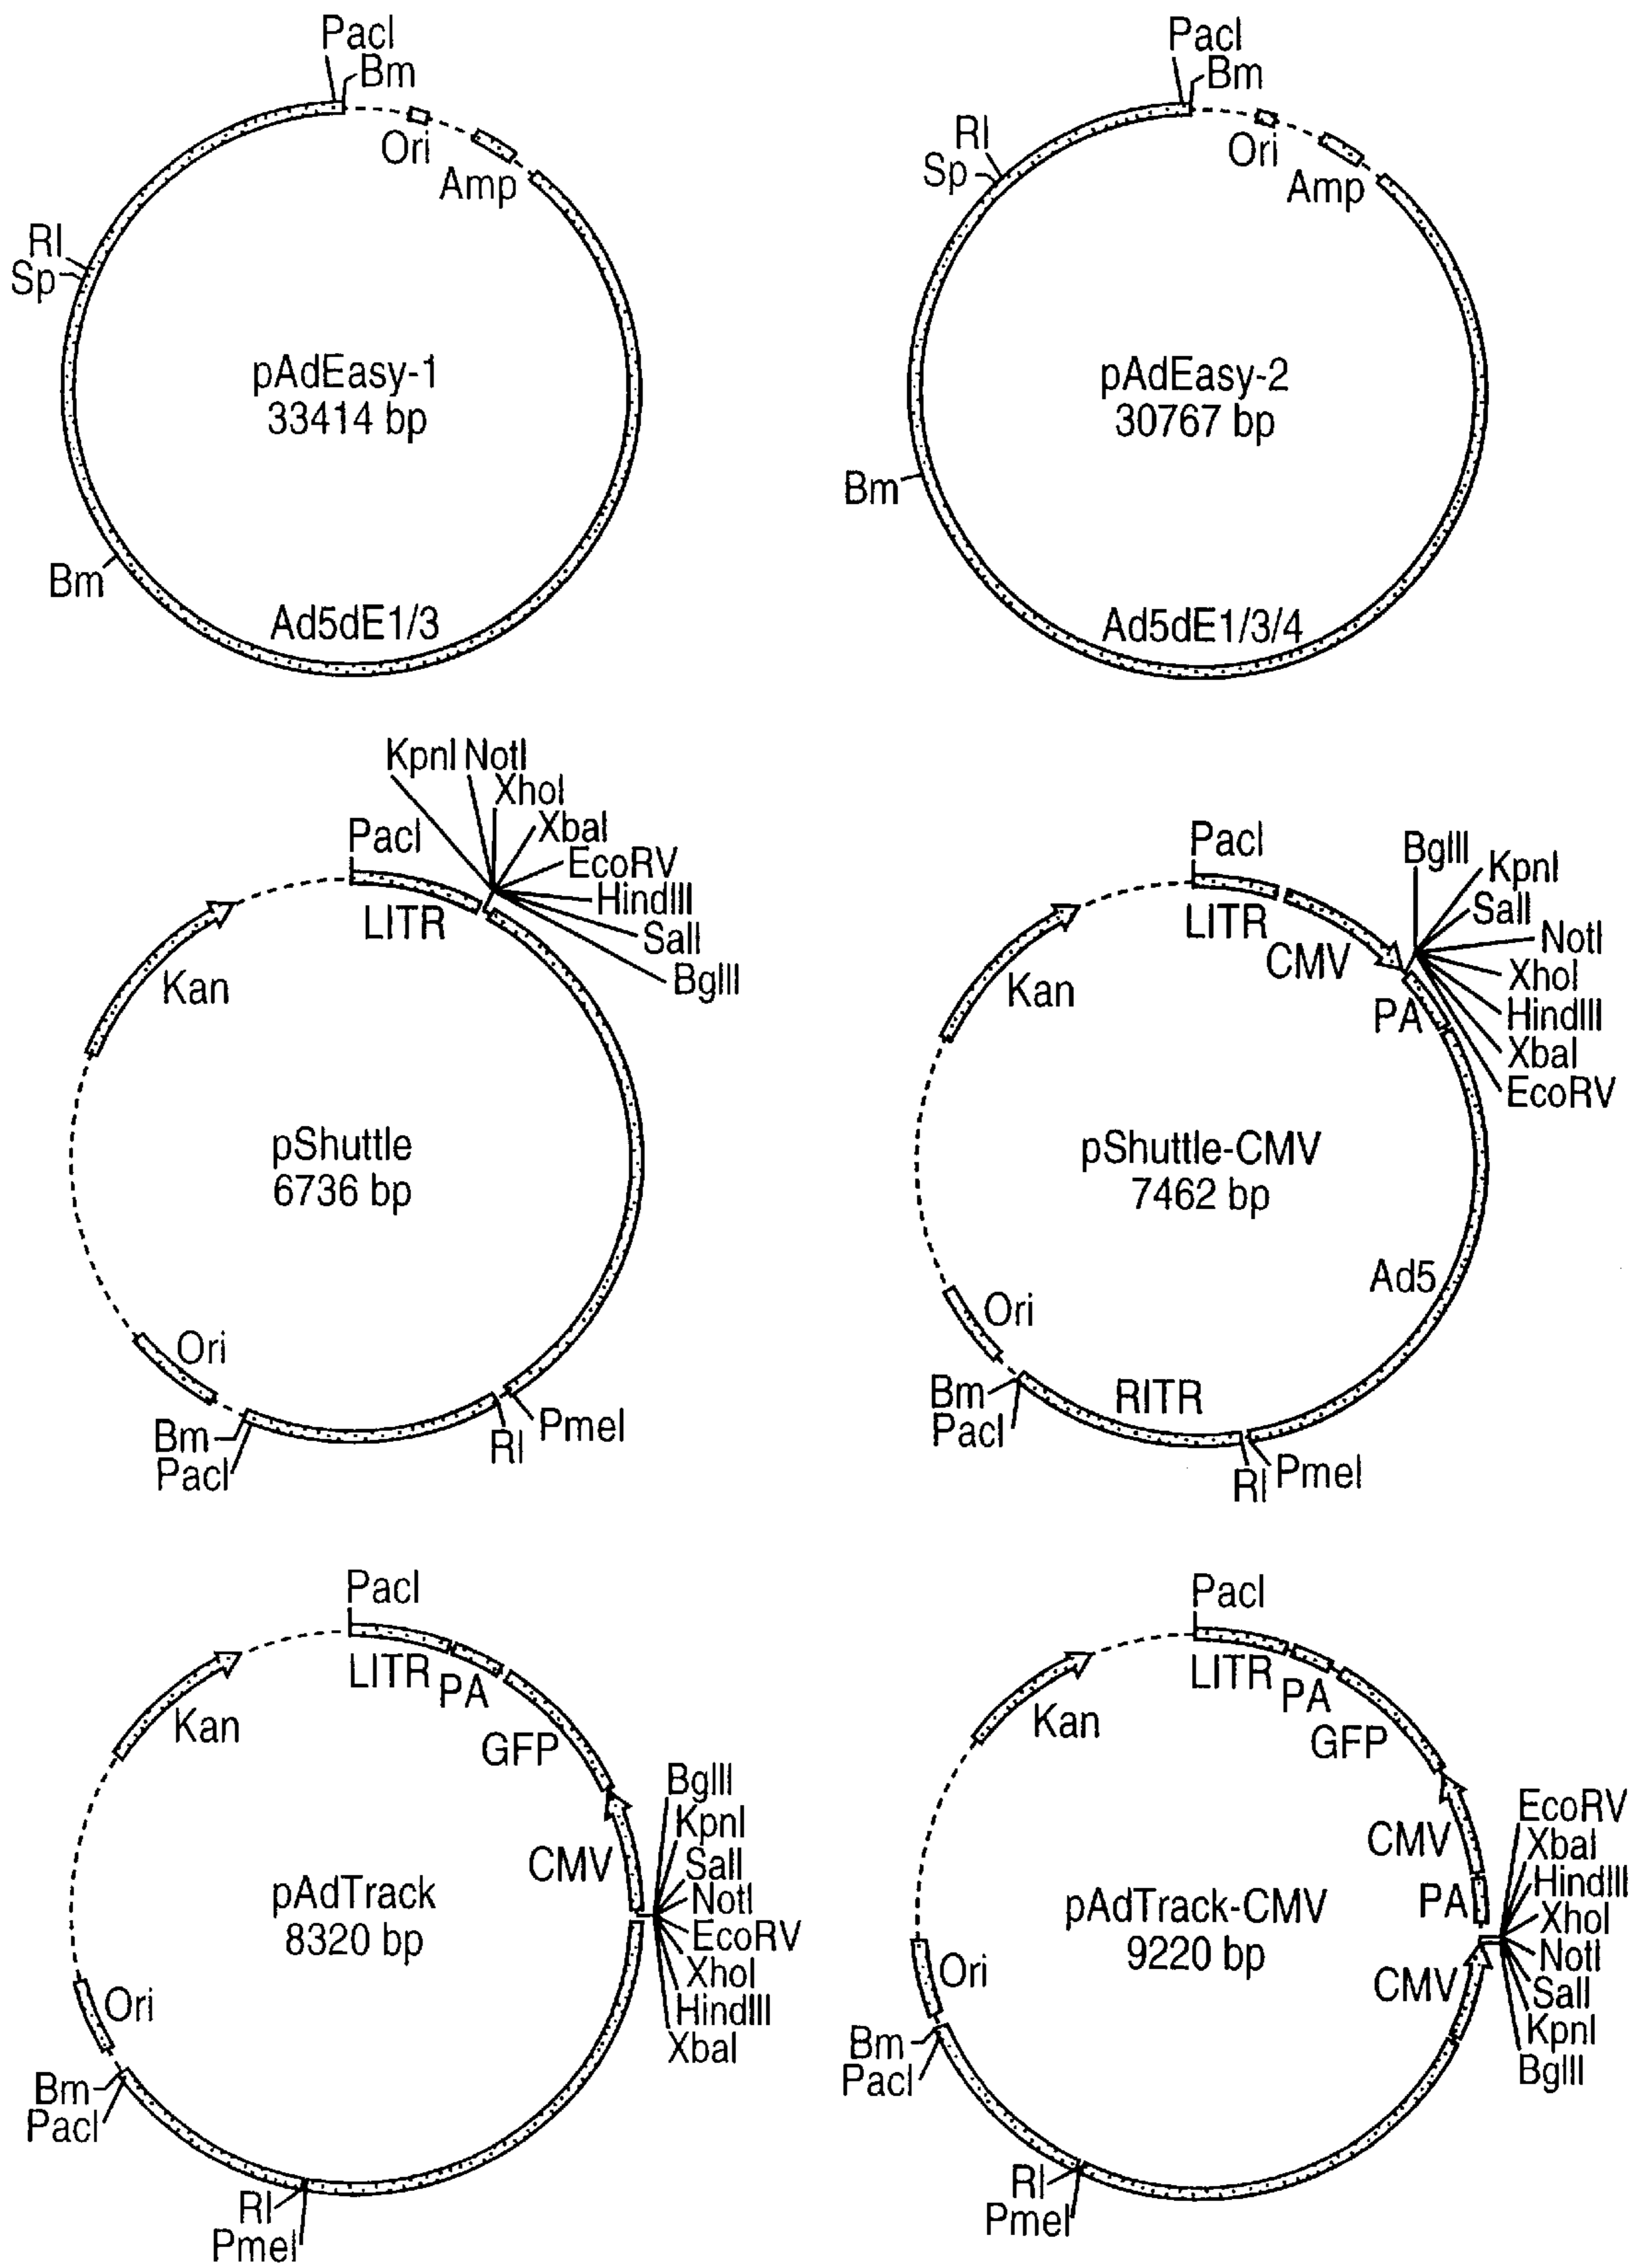 PacI
Bm
Ori
Amp
RI
Sp
pAdEasy-1
33414 bp
Bm
Ad5dE1/3
PacI
Bm
RI
Sp
Ori
Amp
pAdEasy-2
30767 bp
Bm
Ad5dE1/3/4
KpnI NotI
XhoI
XbaI
PacI
EcoRV
HindIII
LITR
SalI
Kan
BglII
pShuttle
6736 bp
Ori
Bm
PacI
RI
PmeI
PacI
BglII
KpnI
SalI
LITR
NotI
CMV
XhoI
Kan
PA
HindIII
XbaI
EcoRV
pShuttle-CMV
7462 bp
Ad5
Ori
Bm
RITR
PacI
RI
PmeI
PacI
LITR
PA
Kan
GFP
BglII
KpnI
CMV
SalI
NotI
pAdTrack
EcoRV
8320 bp
XhoI
Ori
HindIII
XbaI
Bm
PacI
RI
PmeI
PacI
LITR
PA
Kan
GFP
EcoRV
CMV
XbaI
HindIII
PA
XhoI
pAdTrack-CMV
NotI
9220 bp
Ori
CMV
SalI
KpnI
Bm
BglII
PacI
RI
PmeI